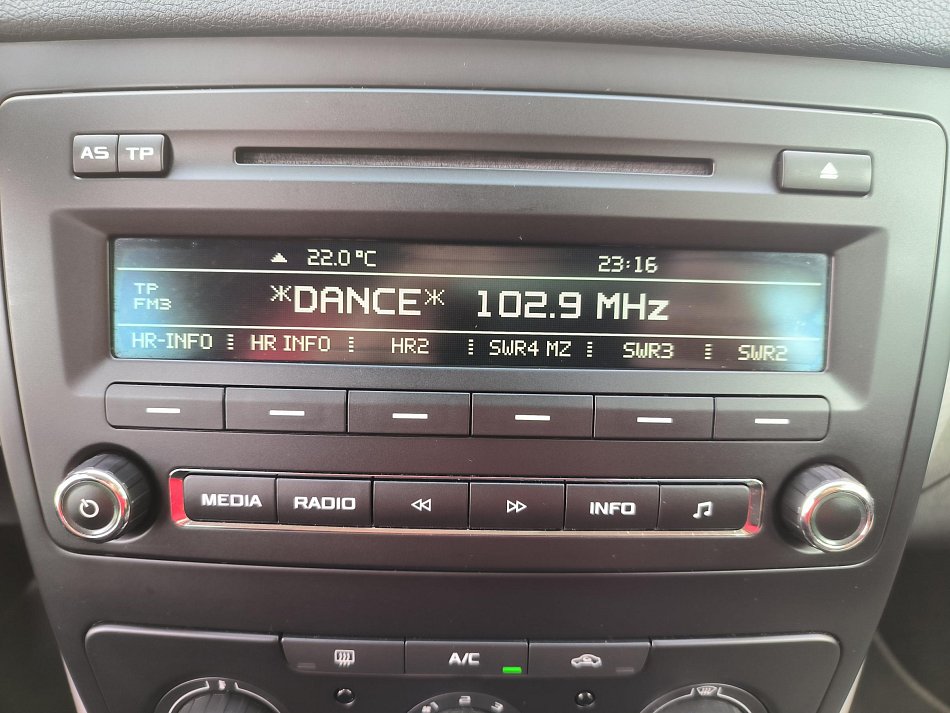 AS TP
22.0°C 23:16
TP
FM3
*DANCE* 102.9 MHz
HR-INFO HR INFO HR2 SWR4 MZ SWR3 SWR2
MEDIA RADIO INFO
A/C